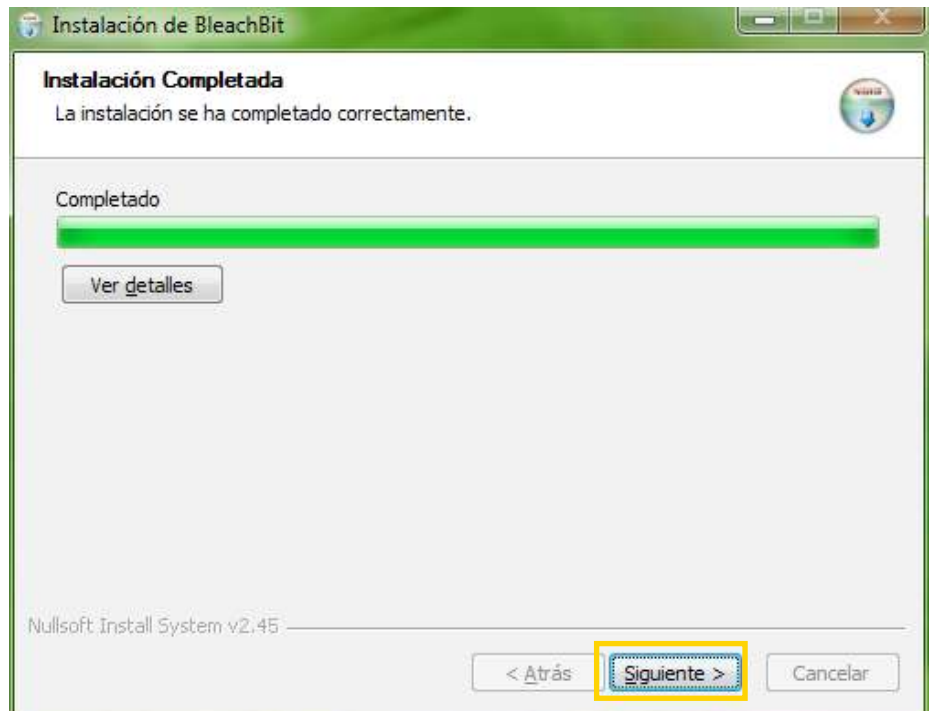 Instalación de BleachBit
Instalación Completada
La instalación se ha completado correctamente.
Completado
Ver detalles
Nullsoft Install System v2.45
< Atrás
Siguiente >
Cancelar